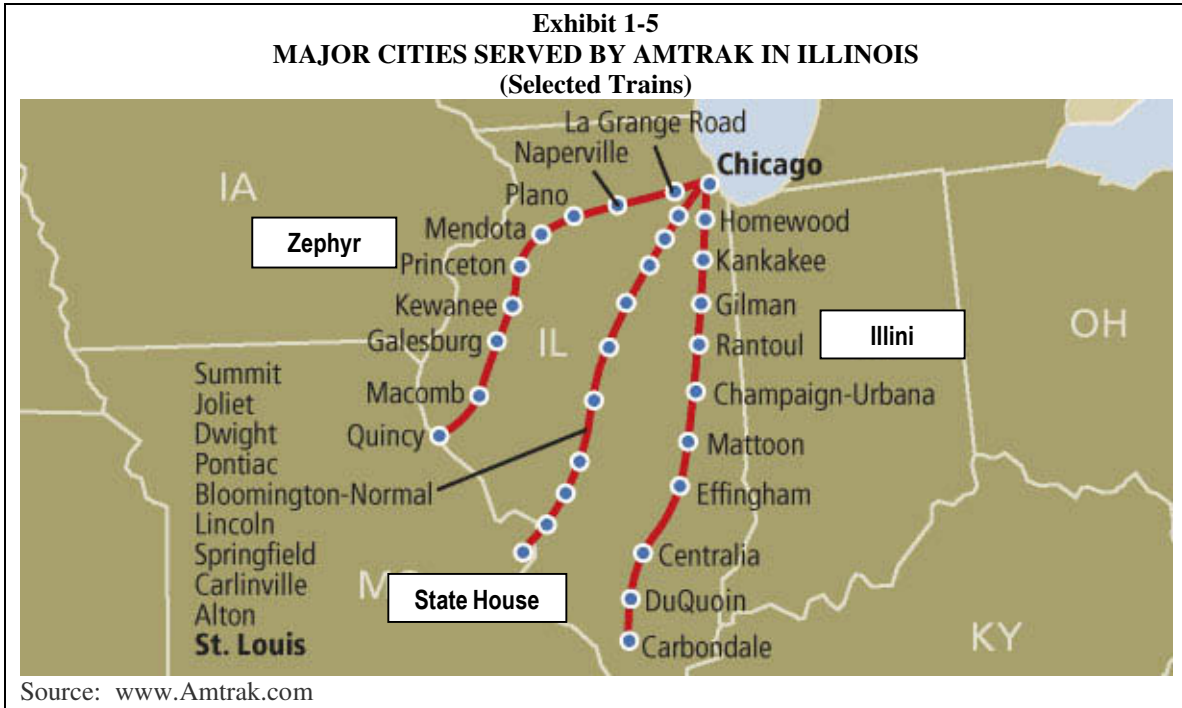 Exhibit 1-5
MAJOR CITIES SERVED BY AMTRAK IN ILLINOIS
(Selected Trains)
La Grange Road
Naperville
Chicago
IA
Plano
Zephyr
Mendota
Homewood
Princeton
Kankakee
Kewanee
Gilman
OH
Galesburg
IL
Rantoul
Illini
Summit
Joliet
Dwight
Pontiac
Bloomington-Normal
Lincoln
Springfield
Carlinville
Alton
St. Louis
Macomb
Quincy
Champaign-Urbana
Mattoon
Effingham
Centralia
State House
DuQuoin
Carbondale
KY
Source: www.Amtrak.com